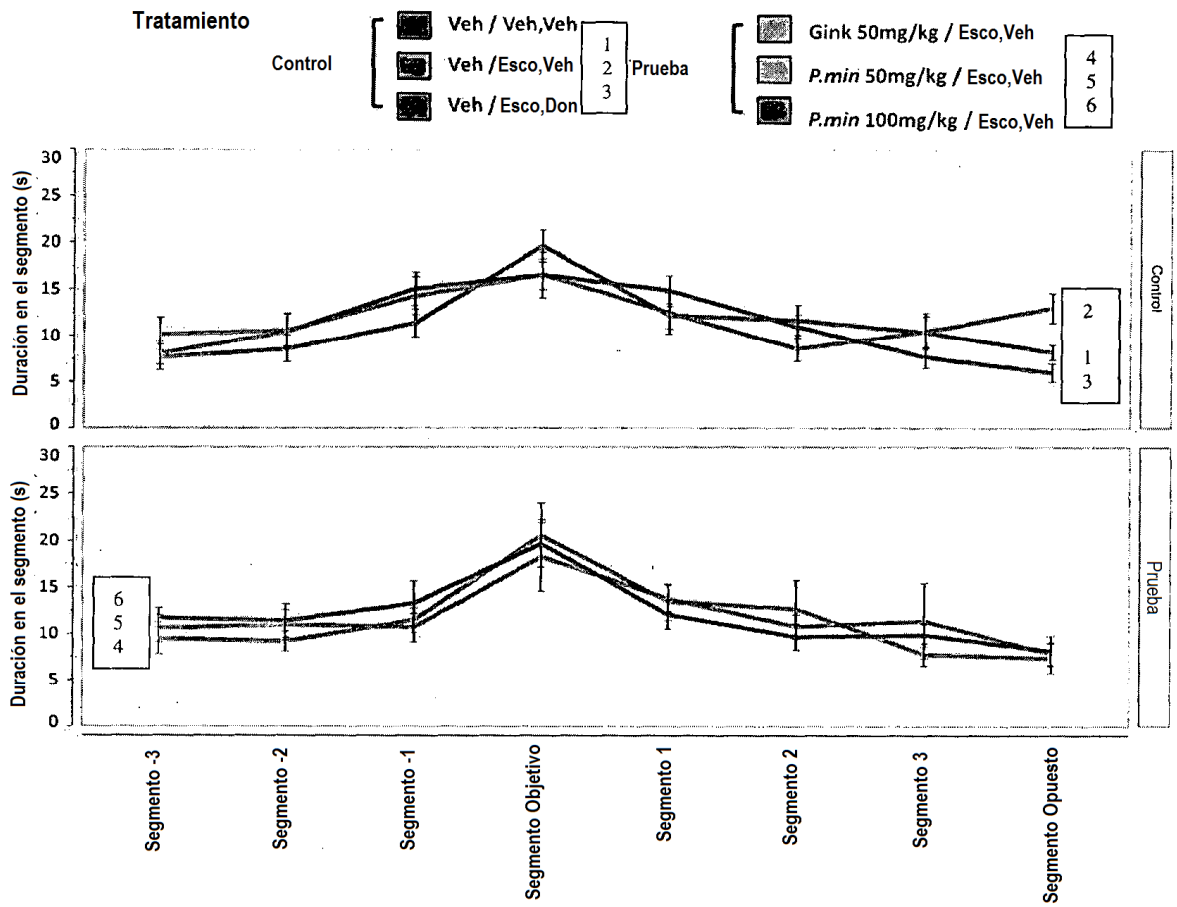 Tratamiento
Control
Veh / Veh,Veh
Veh /Esco,Veh
Veh / Esco,Don
1
2
3
Prueba
Gink 50mg/kg / Esco,Veh
P.min 50mg/kg / Esco,Veh
P.min 100mg/kg / Esco,Veh
4
5
6
Duración en el segmento (s)
30
25
20
15
10
5
0
2
1
3
Control
Duración en el segmento (s)
30
25
20
15
10
5
0
6
5
4
Prueba
Segmento -3
Segmento -2
Segmento -1
Segmento Objetivo
Segmento 1
Segmento 2
Segmento 3
Segmento Opuesto